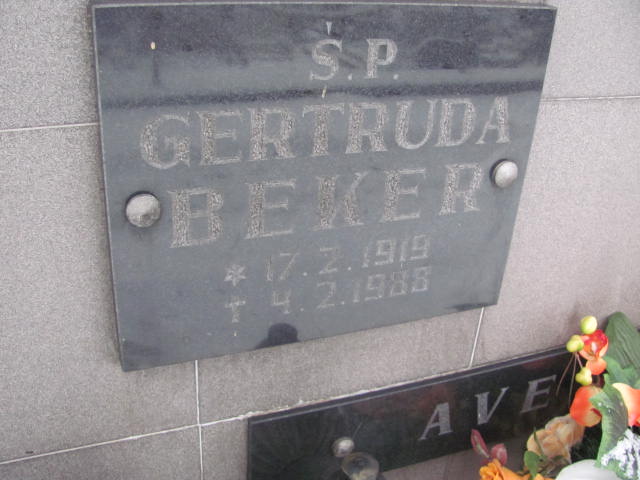 Ś.P.
GERTRUDA
BEKER
* 17.2.1919
† 4.2.1988
AVE